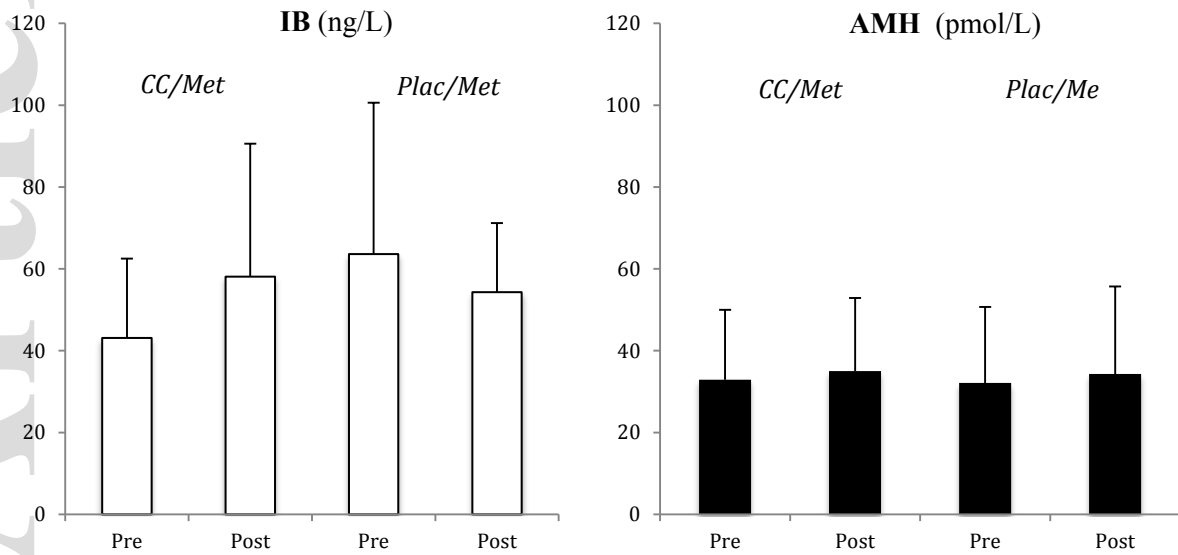 IB (ng/L)
120
100
80
60
40
20
0
CC/Met
Plac/Met
Pre
Post
Pre
Post
AMH (pmol/L)
120
100
80
60
40
20
0
CC/Met
Plac/Me
Pre
Post
Pre
Post